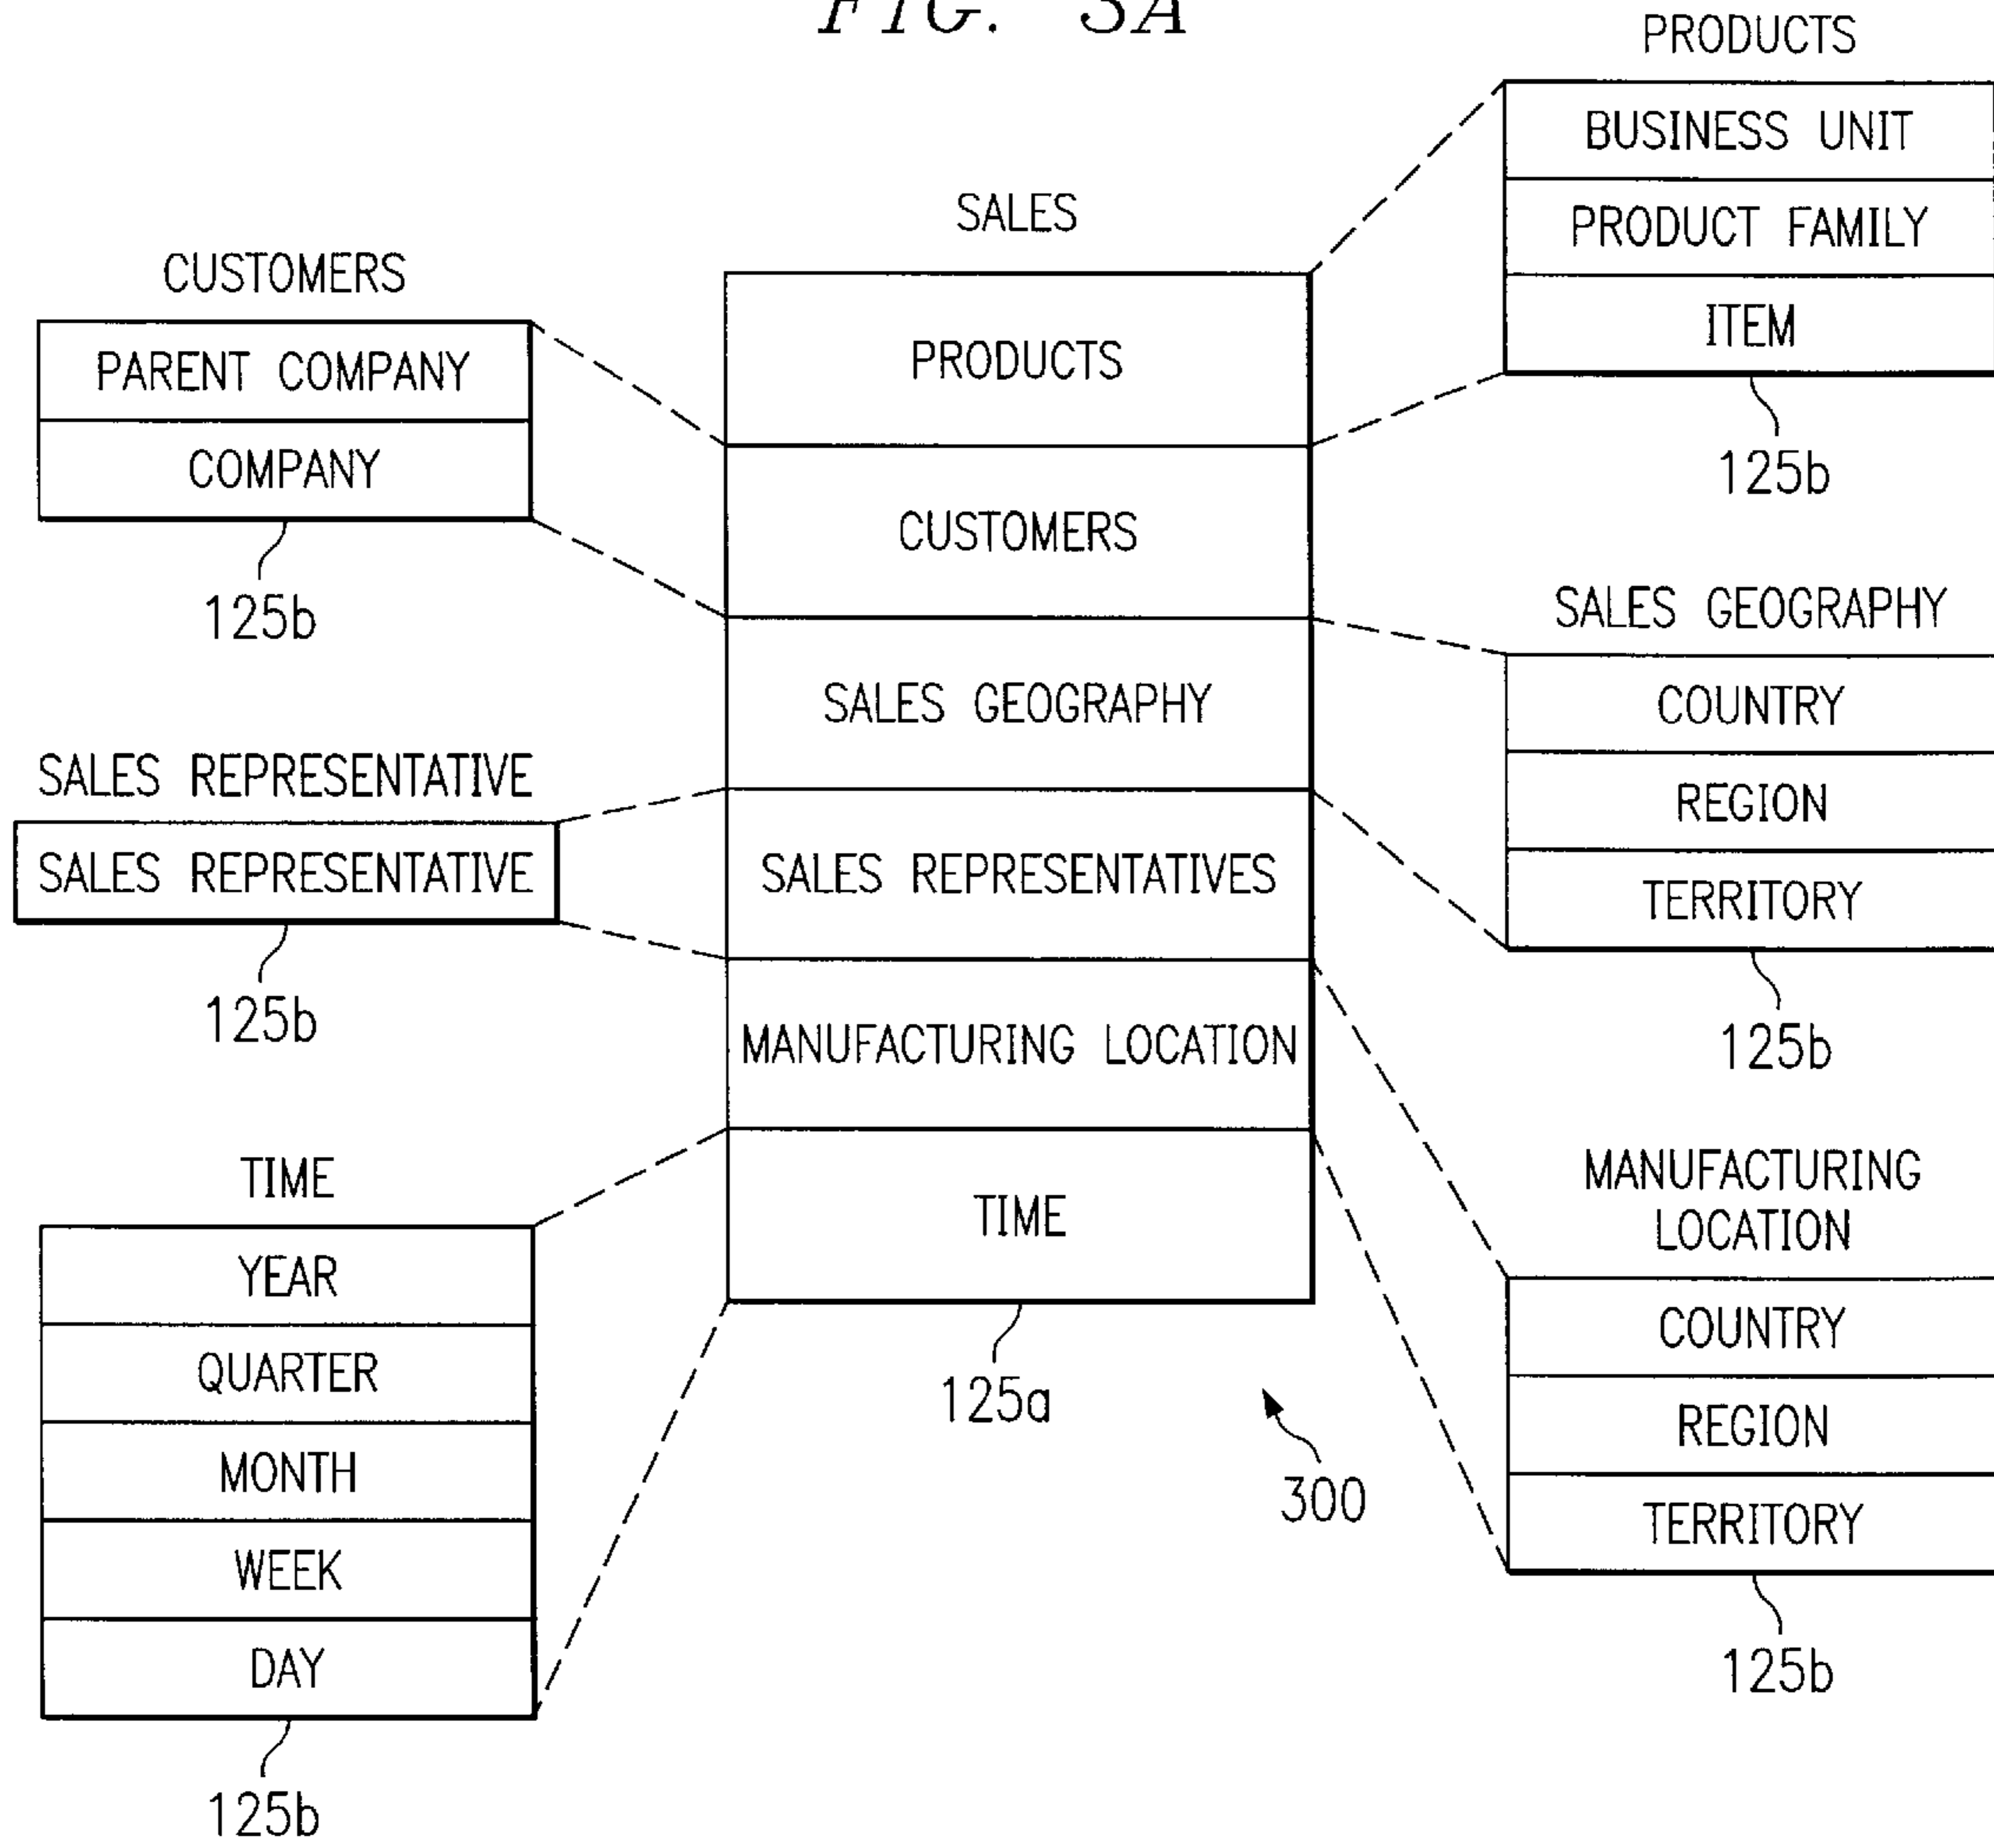 FIG. 3A
PRODUCTS
BUSINESS UNIT
PRODUCT FAMILY
ITEM
125b
SALES
PRODUCTS
CUSTOMERS
SALES GEOGRAPHY
SALES REPRESENTATIVES
MANUFACTURING LOCATION
TIME
125a
300
CUSTOMERS
PARENT COMPANY
COMPANY
125b
SALES GEOGRAPHY
COUNTRY
REGION
TERRITORY
125b
SALES REPRESENTATIVE
SALES REPRESENTATIVE
125b
MANUFACTURING
LOCATION
COUNTRY
REGION
TERRITORY
125b
TIME
YEAR
QUARTER
MONTH
WEEK
DAY
125b